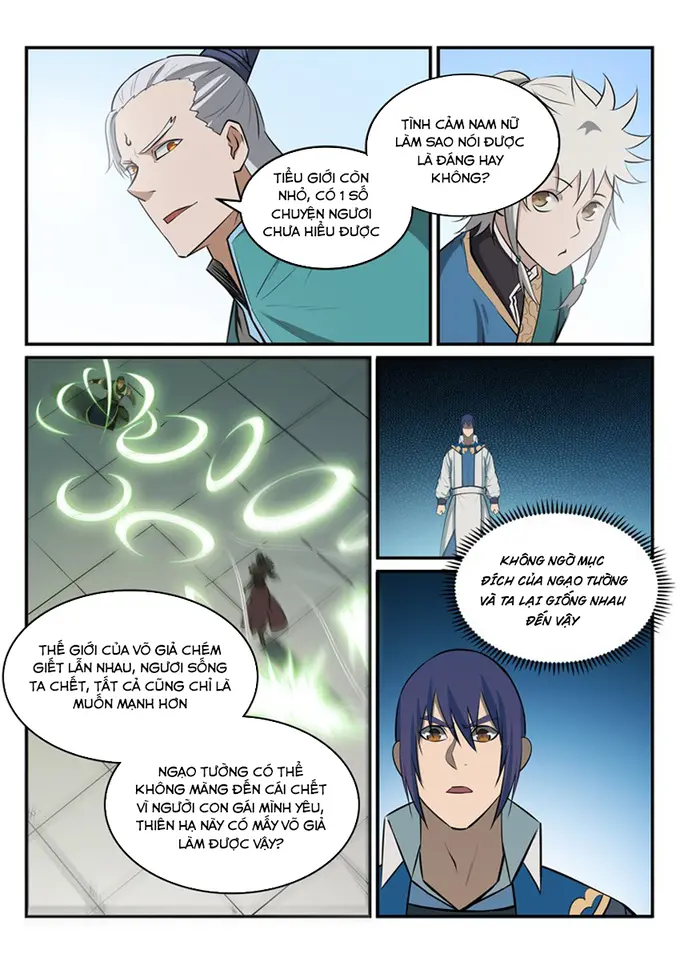 TIỂU GIỚI CÒN
NHỎ, CÓ 1 SỐ
CHUYỆN NGƯƠI
CHƯA HIỂU ĐƯỢC
TÌNH CẢM NAM NỮ
LÀM SAO NÓI ĐƯỢC
LÀ ĐÁNG HAY
KHÔNG?
THẾ GIỚI CỦA VÕ GIẢ CHÉM
GIẾT LẪN NHAU, NGƯƠI SỐNG
TA CHẾT, TẤT CẢ CŨNG CHỈ LÀ
MUỐN MẠNH HƠN
NGẠO TƯỜNG CÓ THỂ
KHÔNG MÀNG ĐẾN CÁI CHẾT
VÌ NGƯỜI CON GÁI MÌNH YÊU,
THIÊN HẠ NÀY CÓ MẤY VÕ GIẢ
LÀM ĐƯỢC VẬY?
KHÔNG NGỜ MỤC
ĐÍCH CỦA NGẠO TƯỜNG
VÀ TA LẠI GIỐNG NHAU
ĐẾN VẬY